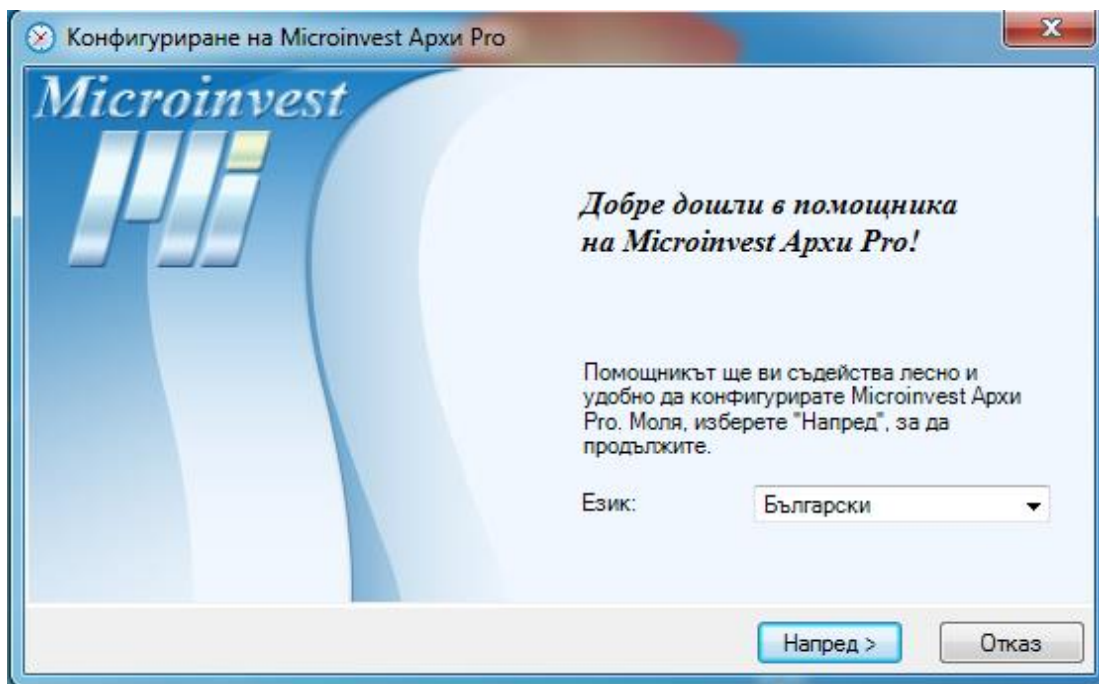 Конфигуриране на Microinvest Архи Pro
Microinvest
Добре дошли в помощника
на Microinvest Архи Pro!
Помощникът ще ви съдейства лесно и
удобно да конфигурирате Microinvest Архи
Pro. Моля, изберете "Напред", за да
продължите.
Език: Български
Напред > Отказ